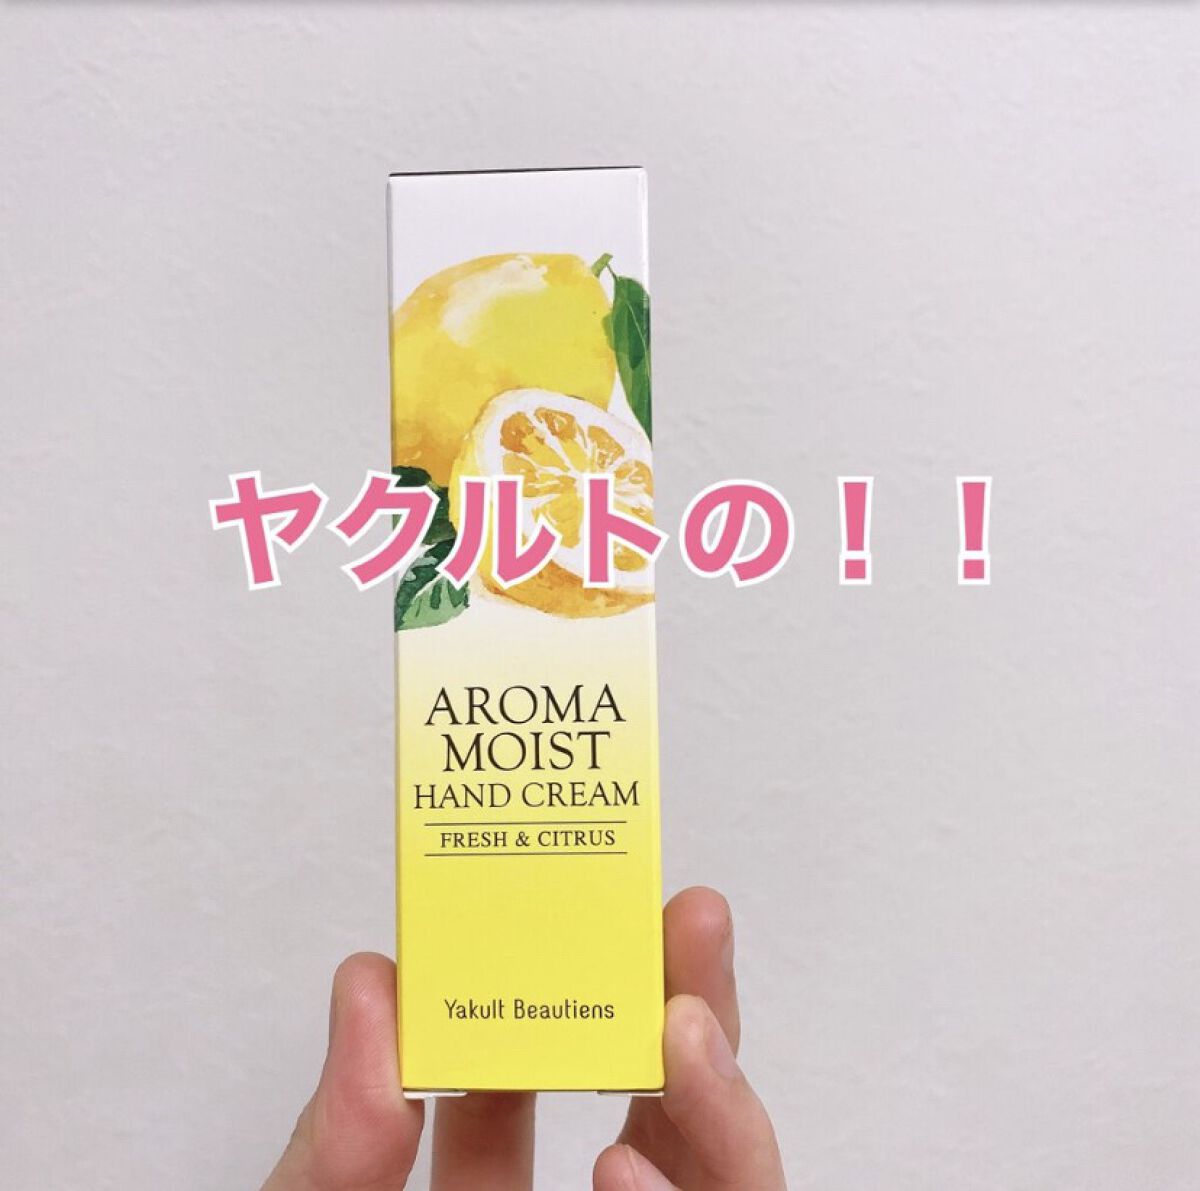 ヤクルトの！！
AROMA
MOIST
HAND CREAM
FRESH & CITRUS
Yakult Beautiens